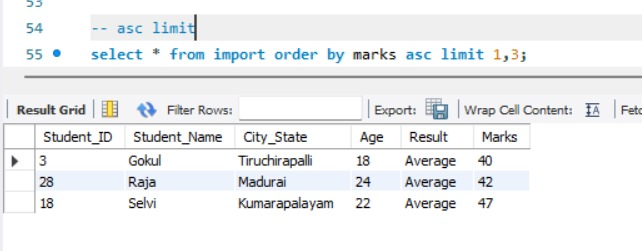 53
54 -- asc limit
55 select * from import order by marks asc limit 1,3;
Result Grid Filter Rows: Export: Wrap Cell Content: Fetc
Student_ID Student_Name City_State Age Result Marks
3 Gokul Tiruchirapalli 18 Average 40
28 Raja Madurai 24 Average 42
18 Selvi Kumarapalayam 22 Average 47